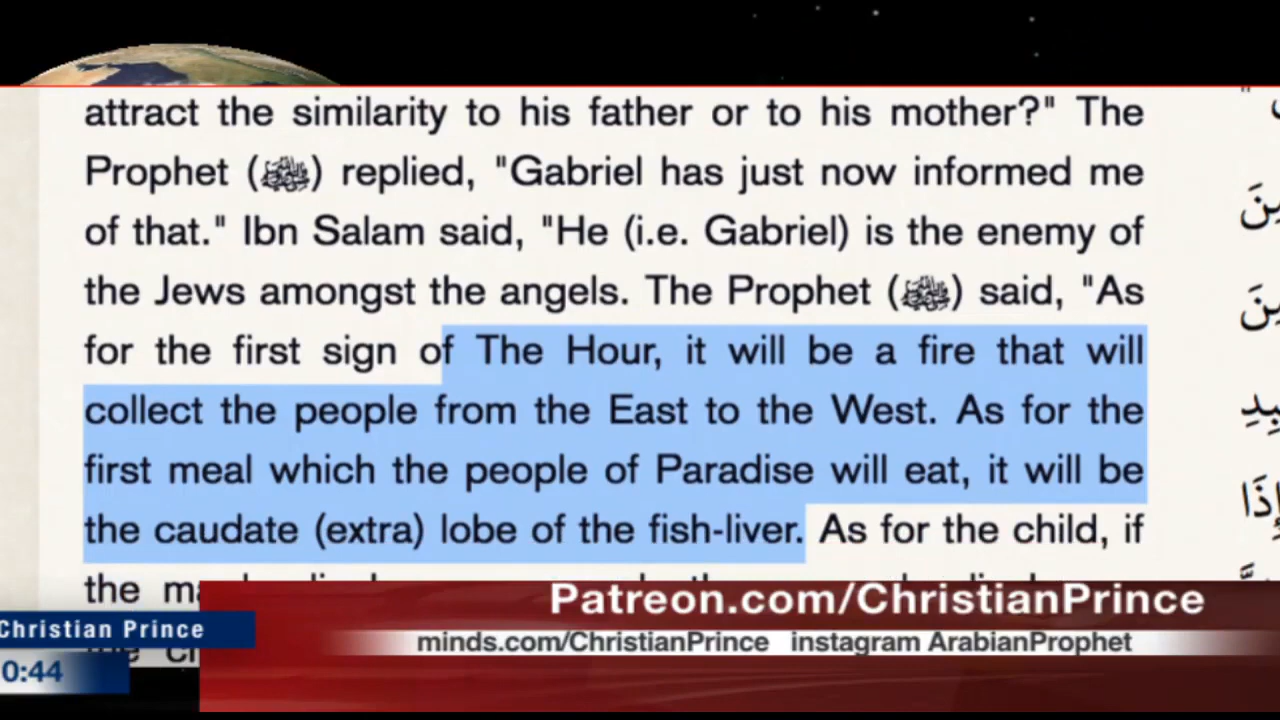 attract the similarity to his father or to his mother?" The
Prophet (ﷺ) replied, "Gabriel has just now informed me
of that." Ibn Salam said, "He (i.e. Gabriel) is the enemy of
the Jews amongst the angels. The Prophet (ﷺ) said, "As
for the first sign of The Hour, it will be a fire that will
collect the people from the East to the West. As for the
first meal which the people of Paradise will eat, it will be
the caudate (extra) lobe of the fish-liver. As for the child, if
the
Patreon.com/ChristianPrince
Christian Prince
minds.com/ChristianPrince instagram ArabianProphet
0:44